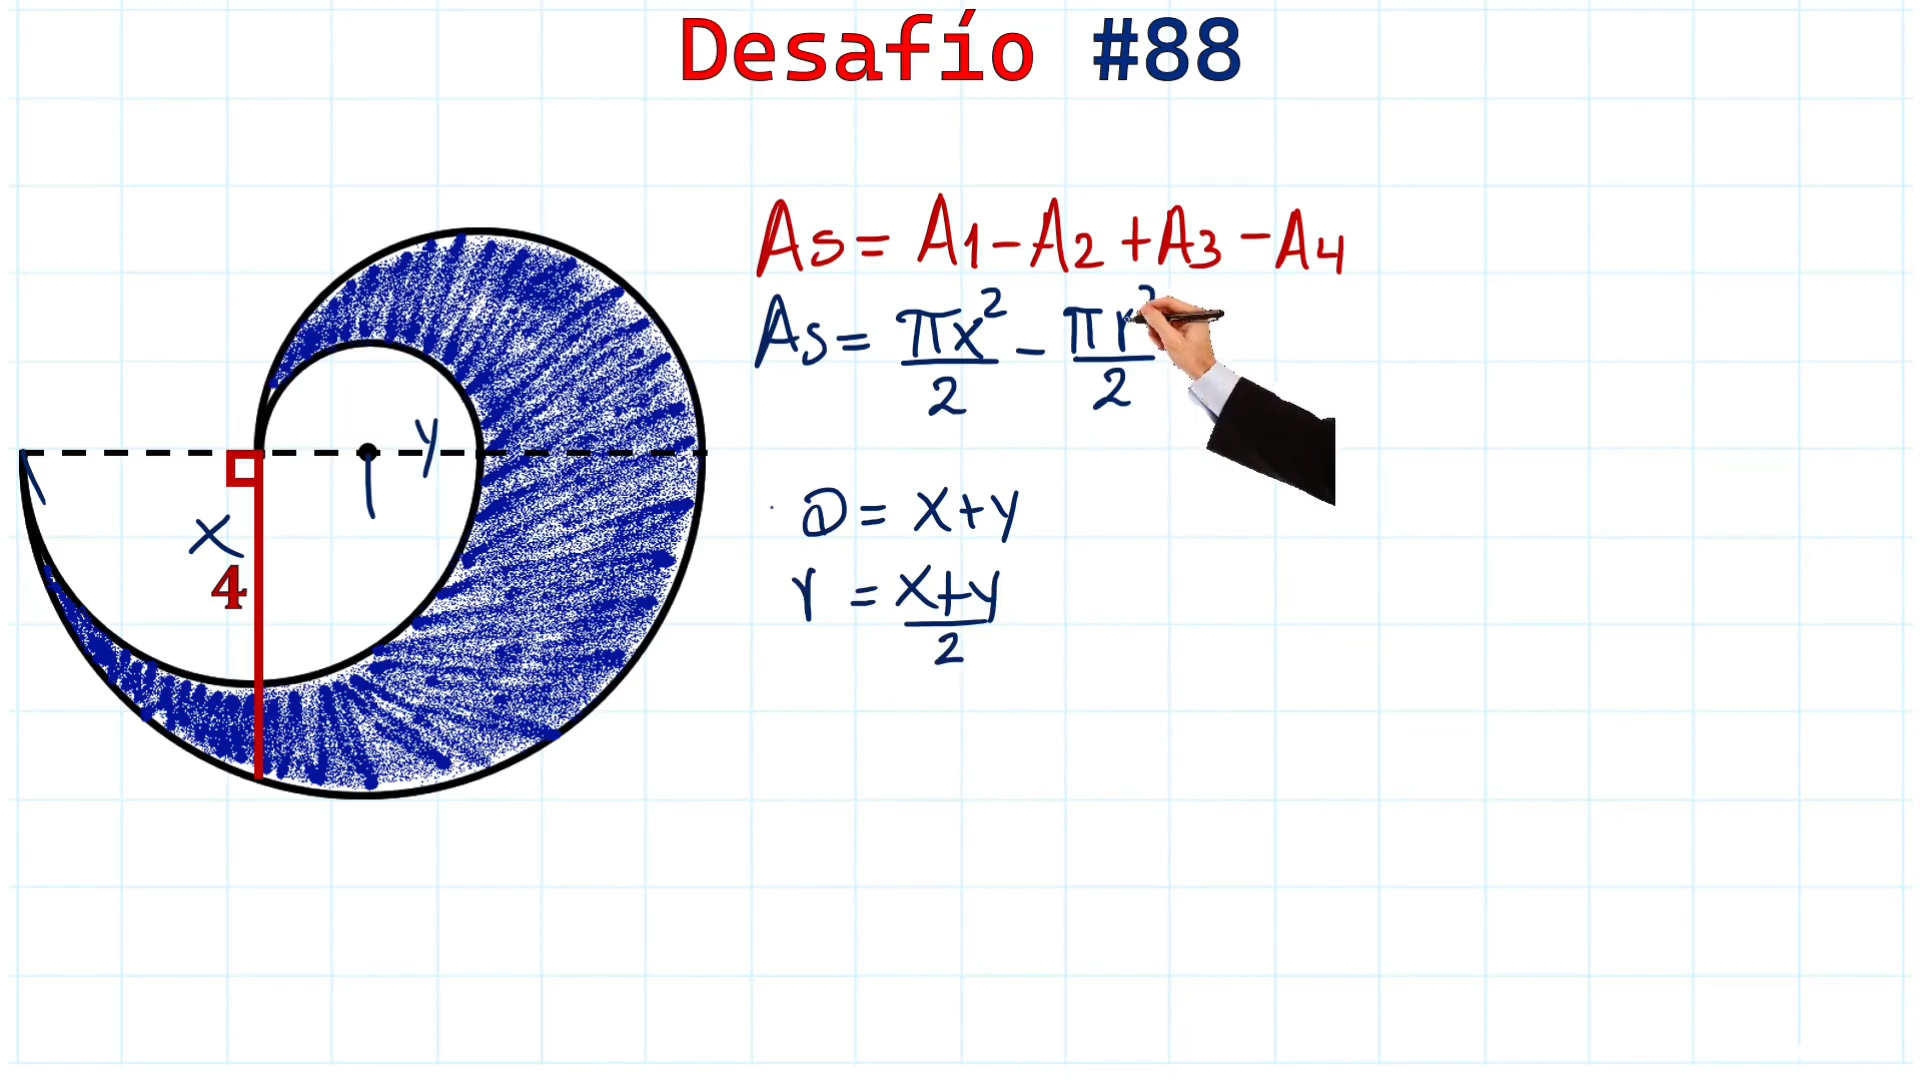 Desafío #88
As = A1 - A2 + A3 - A4
As = πx²/2 - πr²/2
y
x
4
D = x+y
r = x+y/2